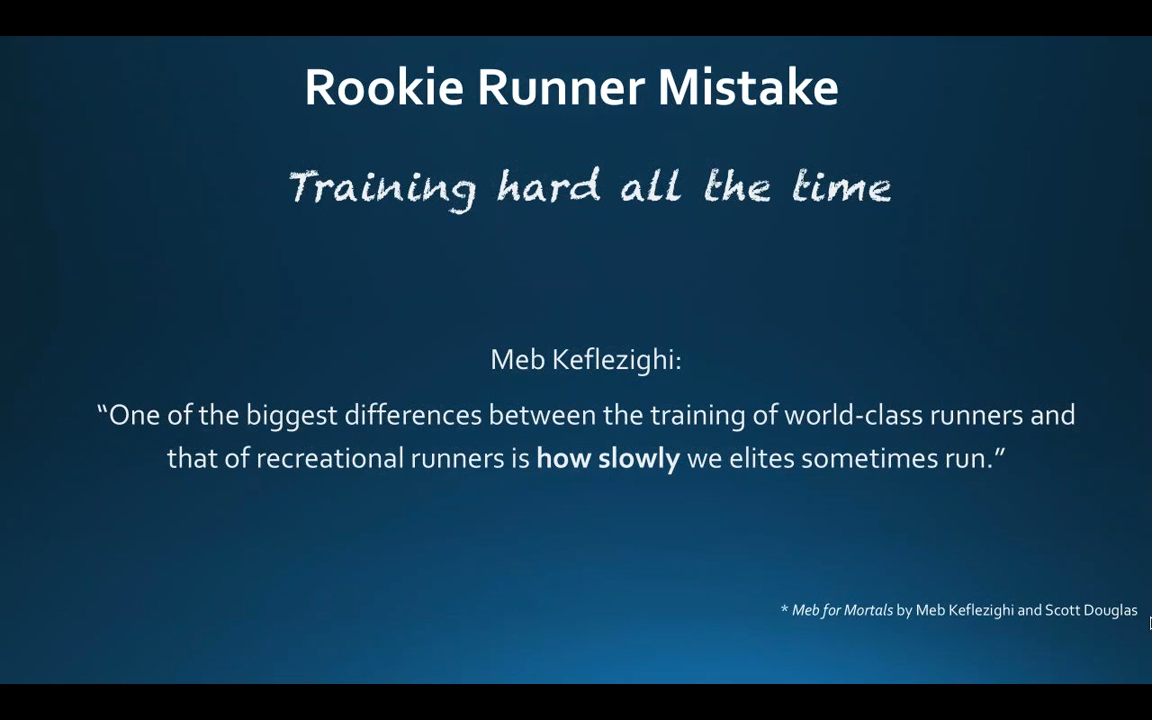 Rookie Runner Mistake
Training hard all the time
Meb Keflezighi:
“One of the biggest differences between the training of world-class runners and
that of recreational runners is how slowly we elites sometimes run.”
* Meb for Mortals by Meb Keflezighi and Scott Douglas